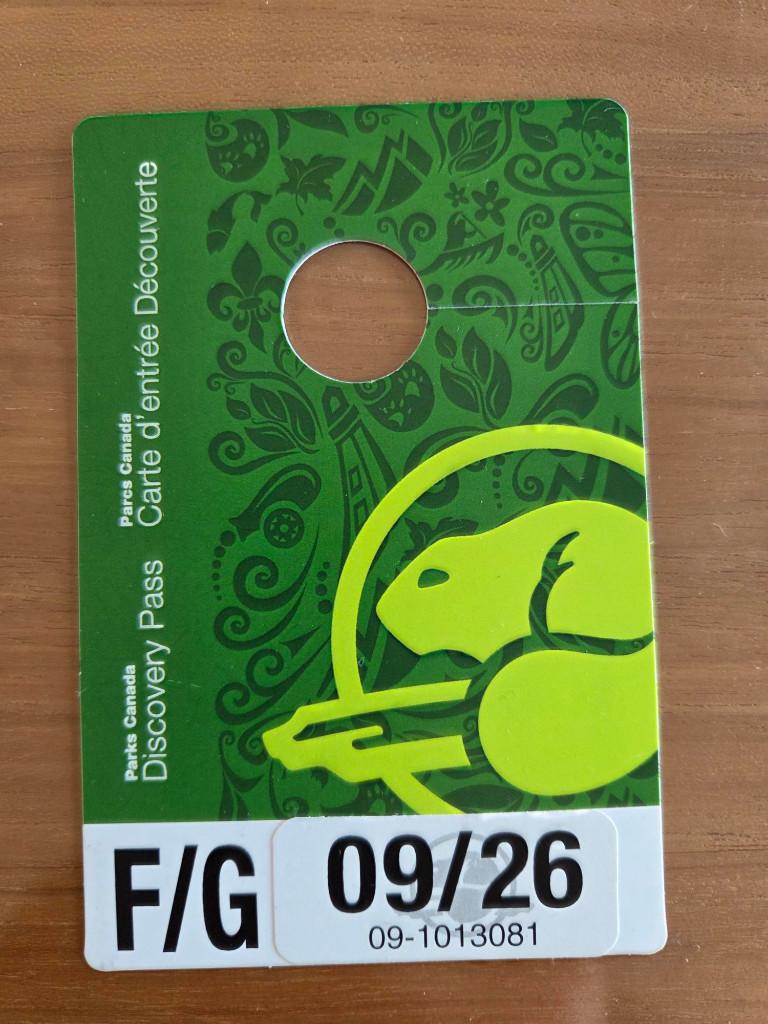 Parks Canada
Discovery Pass
Parcs Canada
Carte d'entrée Découverte
F/G
09/26
09-1013081